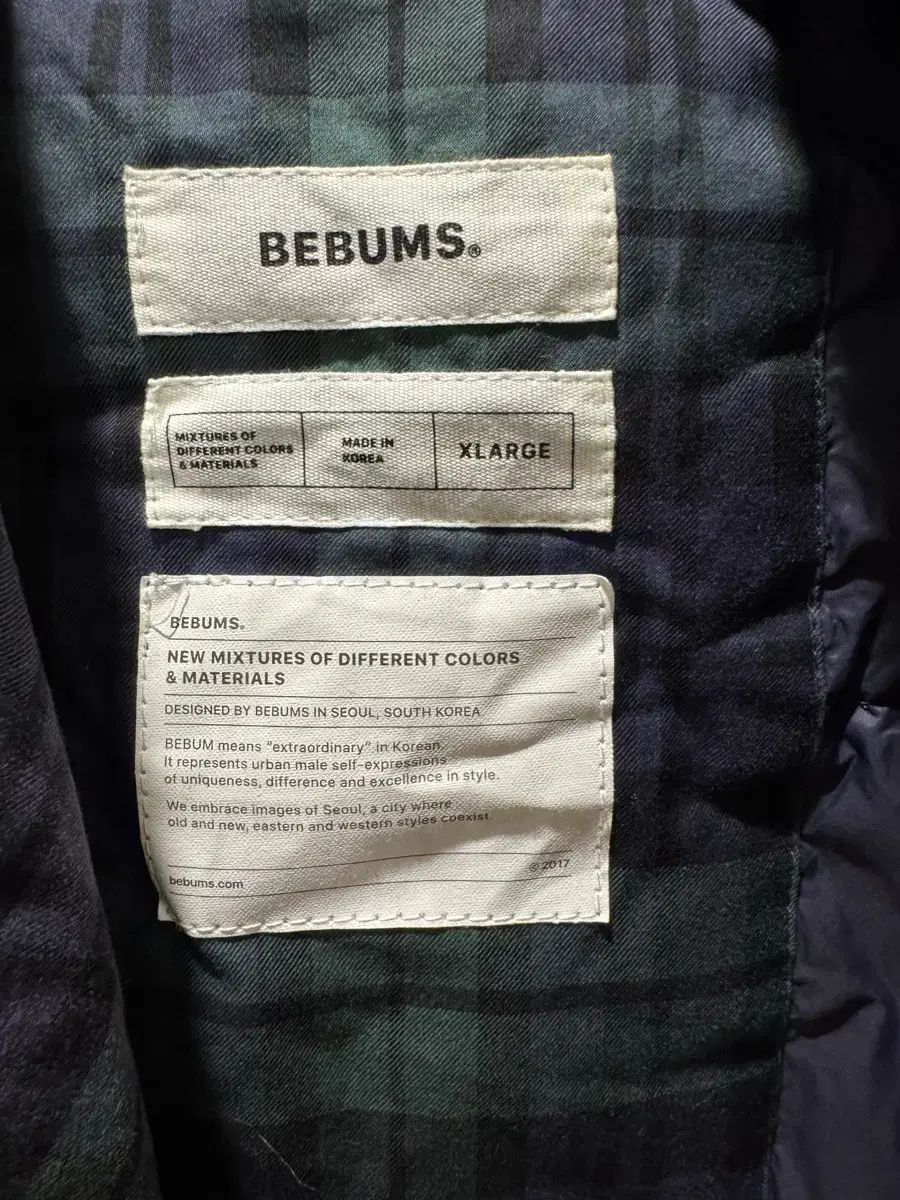 BEBUMS®
MIXTURES OF
DIFFERENT COLORS
& MATERIALS
MADE IN
KOREA
XLARGE
BEBUMS®
NEW MIXTURES OF DIFFERENT COLORS
& MATERIALS
DESIGNED BY BEBUMS IN SEOUL, SOUTH KOREA
BEBUM means "extraordinary" in Korean.
It represents urban male self-expressions
of uniqueness, difference and excellence in style.
We embrace images of Seoul, a city where
old and new, eastern and western styles coexist.
© 2017
bebums.com